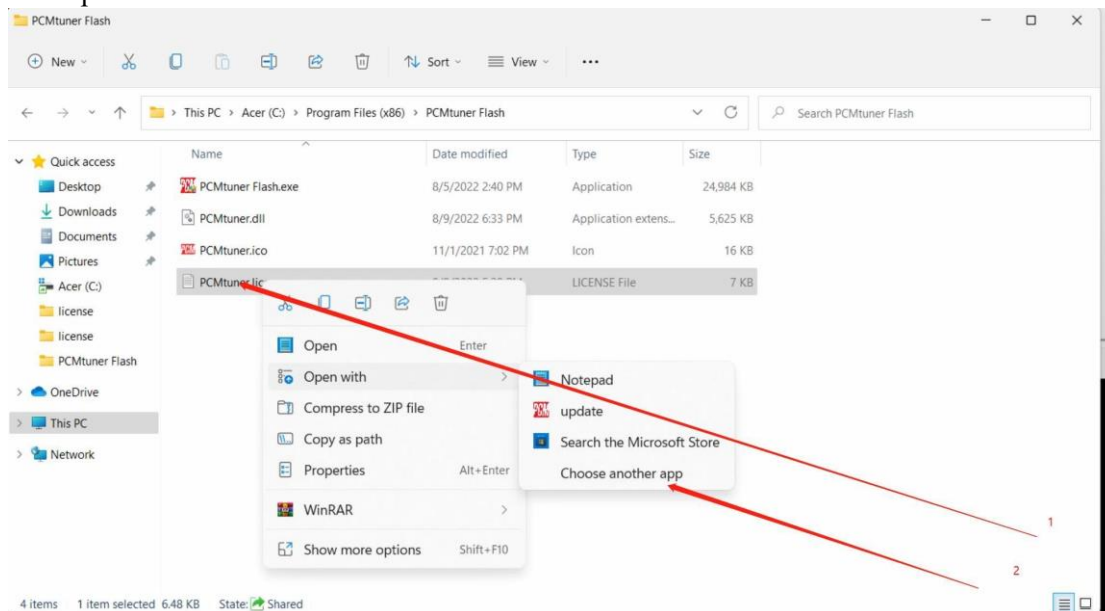 PCMtuner Flash
New
Sort
View
This PC > Acer (C:) > Program Files (x86) > PCMtuner Flash
Search PCMtuner Flash
Name Date modified Type Size
Quick access
Desktop
Downloads
Documents
Pictures
Acer (C:)
license
license
PCMtuner Flash
OneDrive
This PC
Network
PCMtuner Flash.exe 8/5/2022 2:40 PM Application 24,984 KB
PCMtuner.dll 8/9/2022 6:33 PM Application extens... 5,625 KB
PCMtuner.ico 11/1/2021 7:02 PM Icon 16 KB
LICENSE File 7 KB
Open Enter
Open with
Compress to ZIP file
Copy as path
Properties Alt+Enter
WinRAR
Show more options Shift+F10
Notepad
update
Search the Microsoft Store
Choose another app
1
2
4 items 1 item selected 6.48 KB State: Shared